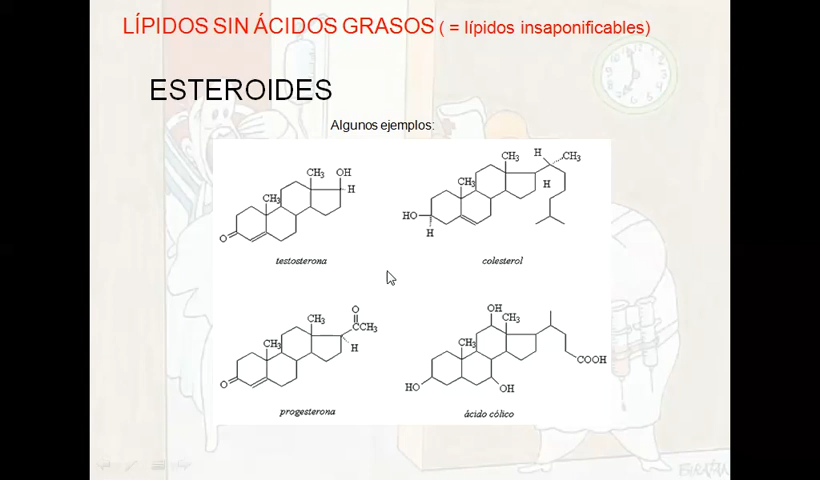 LÍPIDOS SIN ÁCIDOS GRASOS ( = lípidos insaponificables)
ESTEROIDES
Algunos ejemplos:
CH₃ OH
CH₃ H
O
testosterona
H CH₃ CH₃
CH₃ H
HO
H
colesterol
O
CH₃ CCH₃
CH₃ H
O
progesterona
OH
CH₃
CH₃
COOH
HO OH
ácido cólico